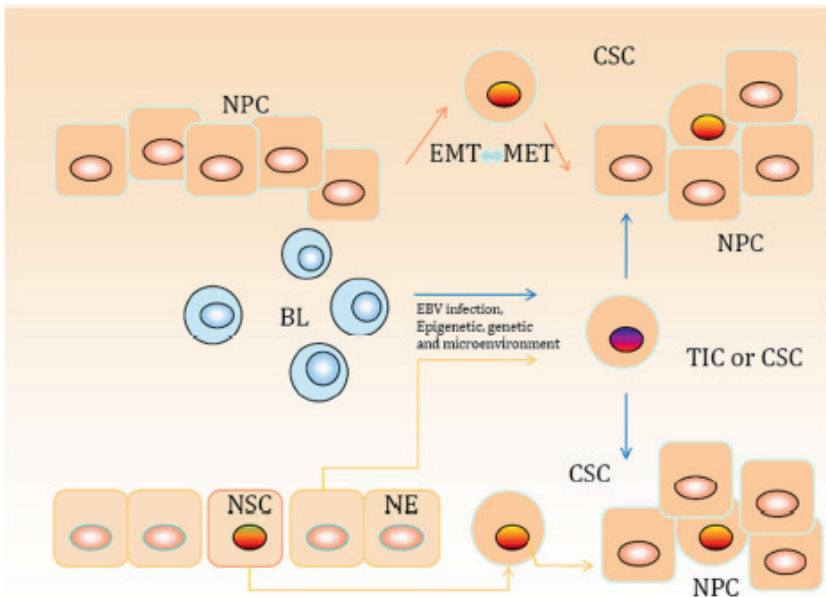 CSC
NPC
EMT MET
NPC
BL
EBV infection,
Epigenetic, genetic
and microenvironment
TIC or CSC
CSC
NSC
NE
NPC